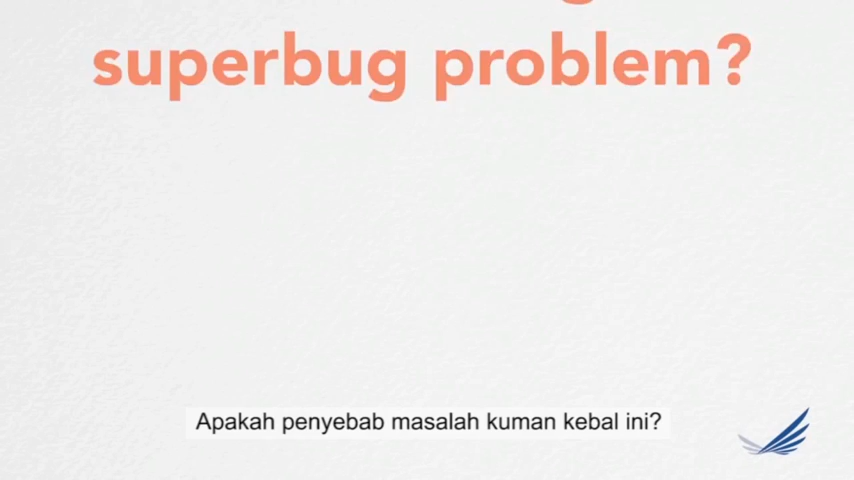 superbug problem?
Apakah penyebab masalah kuman kebal ini?